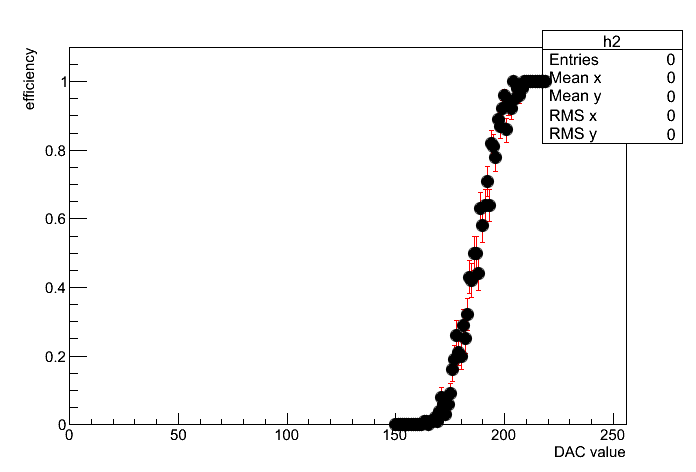 h2
Entries 0
Mean x 0
Mean y 0
RMS x 0
RMS y 0
efficiency
1
0.8
0.6
0.4
0.2
0
0 50 100 150 200 250
DAC value